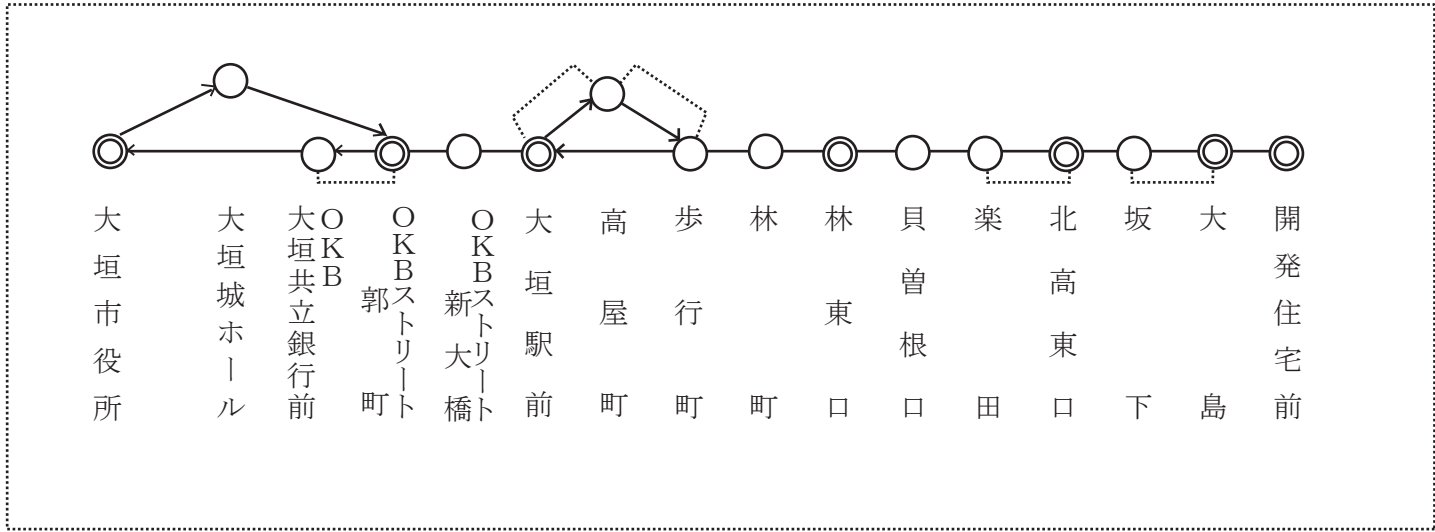 大垣市役所
大垣城ホール
OKB
大垣共立銀行前
OKBストリート
郭町
OKBストリート
新大橋
大垣駅前
高屋町
歩行町
林町
林東口
貝曽根口
楽田
北高東口
坂下
大島
開発住宅前